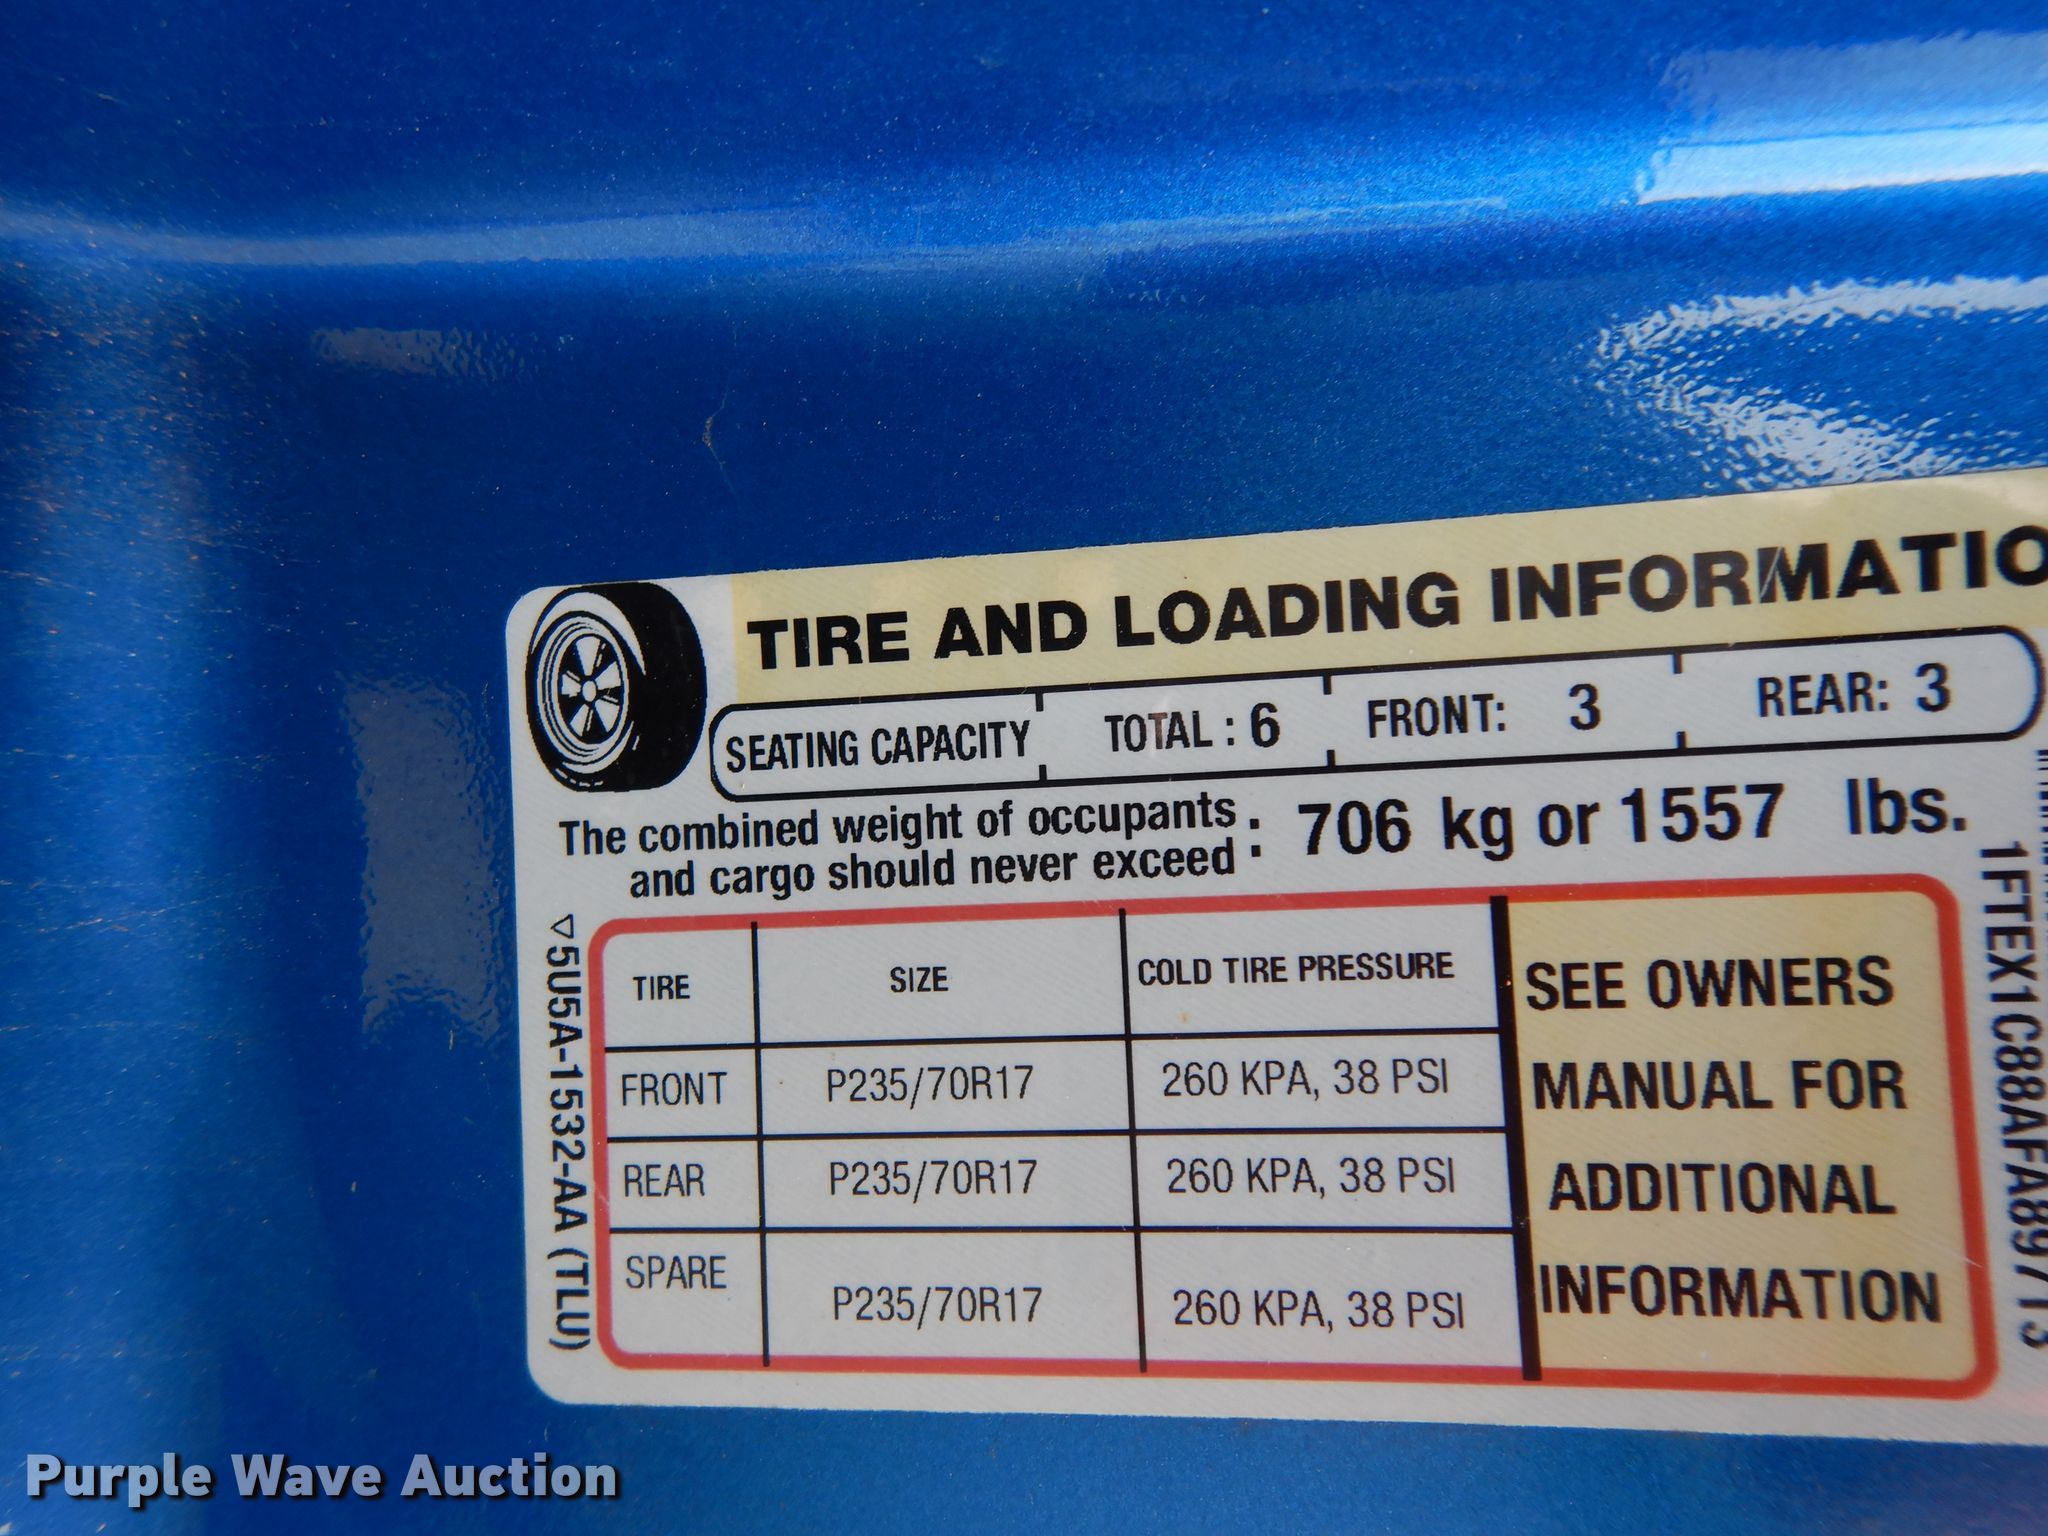 TIRE AND LOADING INFORMATIO
SEATING CAPACITY TOTAL : 6 FRONT: 3 REAR: 3
The combined weight of occupants
and cargo should never exceed : 706 kg or 1557 lbs.
TIRE SIZE COLD TIRE PRESSURE
FRONT P235/70R17 260 KPA, 38 PSI
REAR P235/70R17 260 KPA, 38 PSI
SPARE P235/70R17 260 KPA, 38 PSI
SEE OWNERS
MANUAL FOR
ADDITIONAL
INFORMATION
5U5A-1532-AA (TLU)
1FTEX1C88AFA89713
Purple Wave Auction